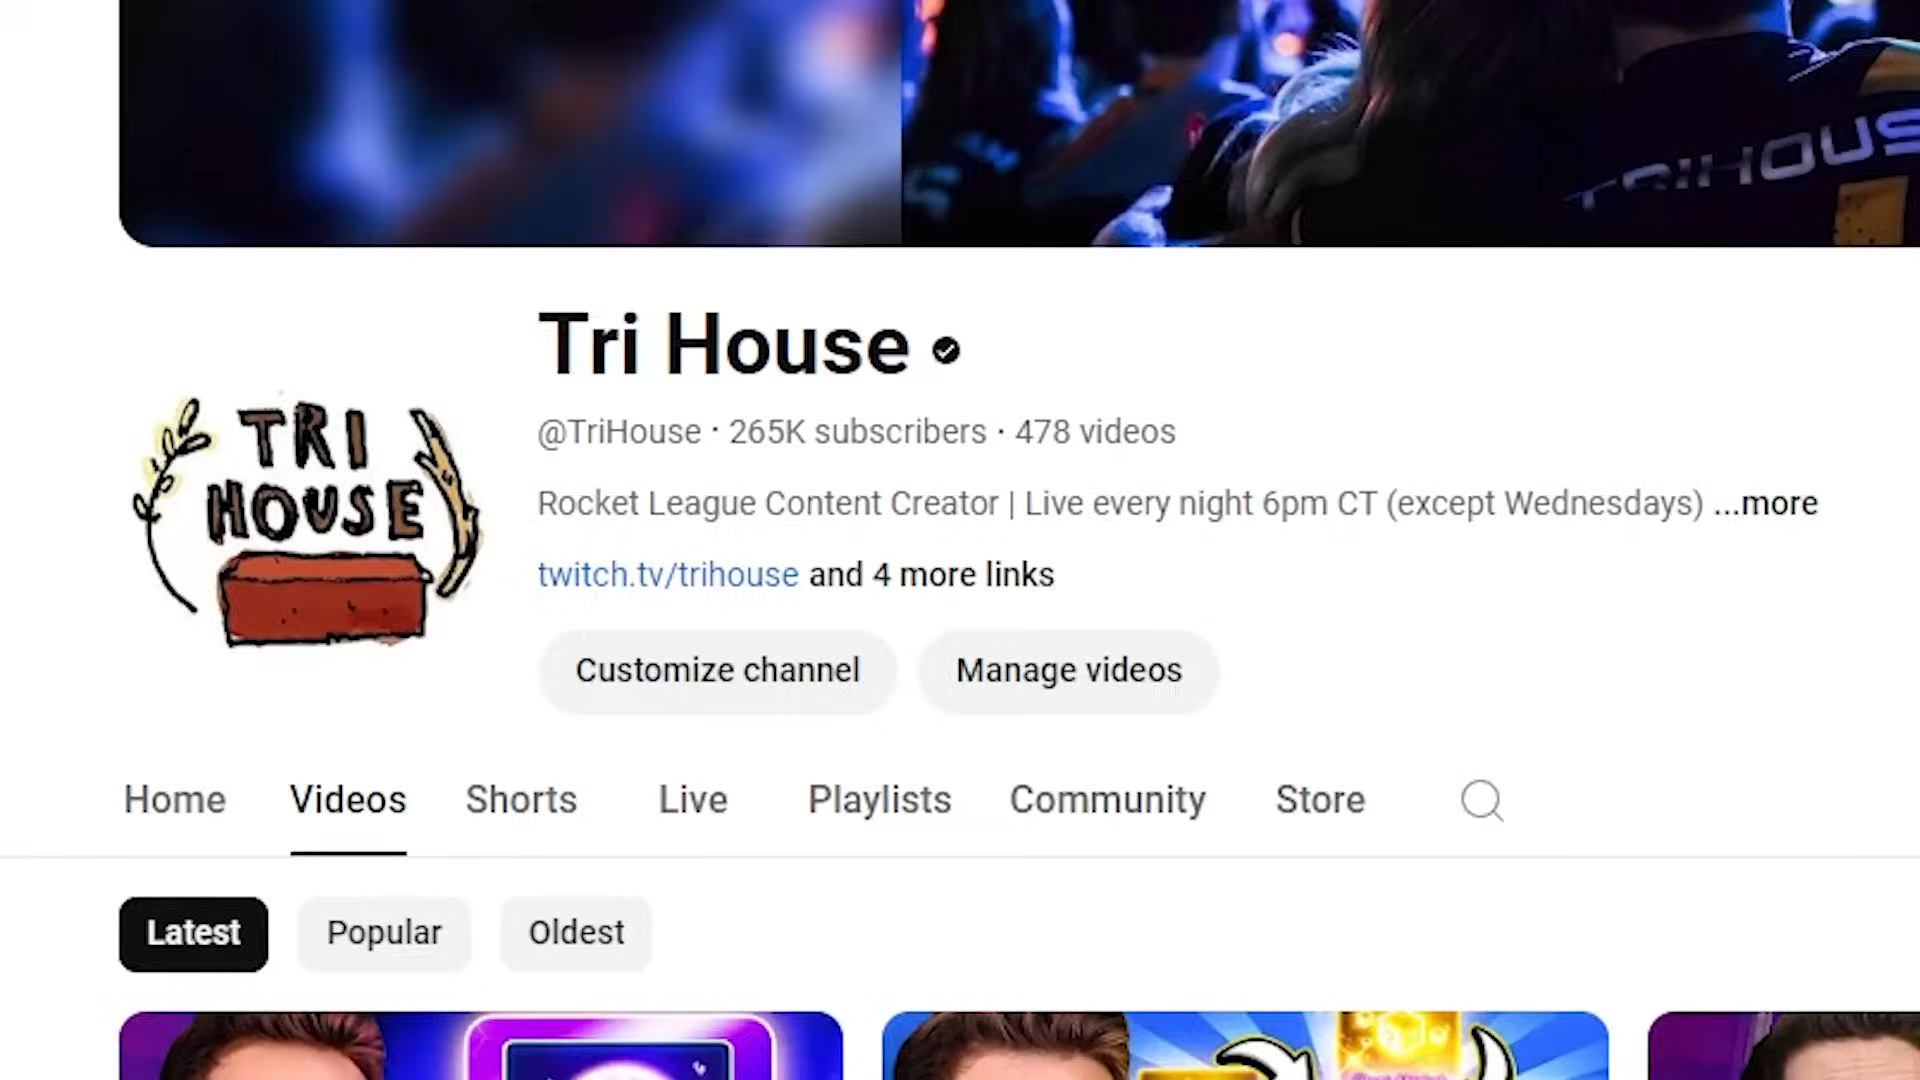 TRIHOUS
Tri House
@TriHouse · 265K subscribers · 478 videos
Rocket League Content Creator | Live every night 6pm CT (except Wednesdays) ...more
twitch.tv/trihouse and 4 more links
TRI
HOUSE
Customize channel
Manage videos
Home
Videos
Shorts
Live
Playlists
Community
Store
Latest
Popular
Oldest